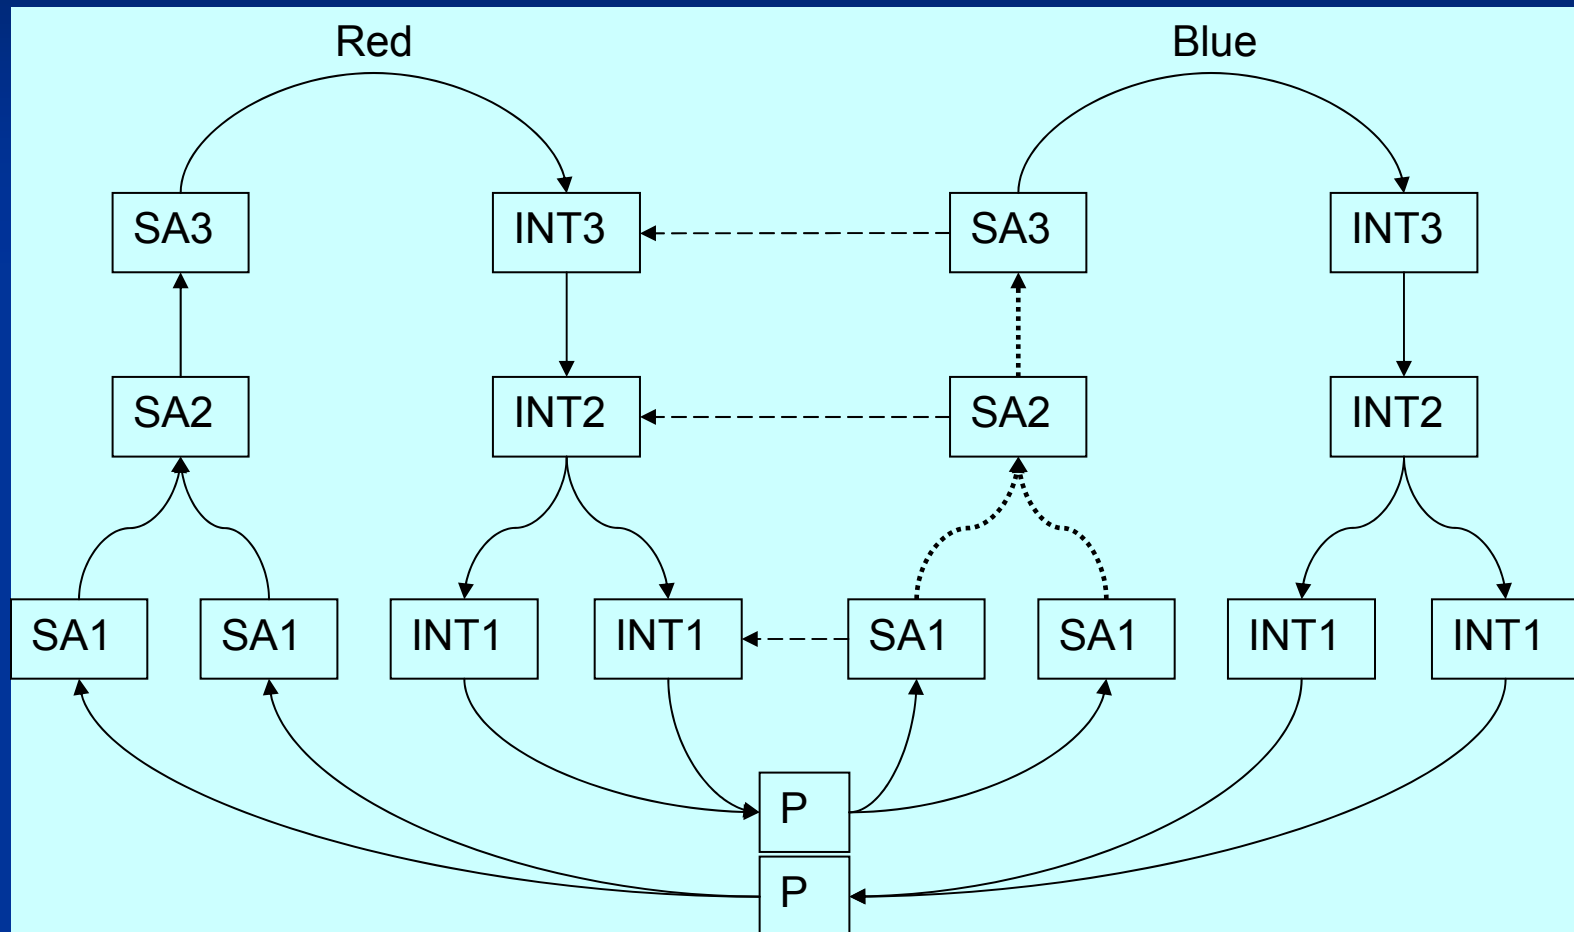 Red Blue
SA3 INT3 SA3 INT3
SA2 INT2 SA2 INT2
SA1 SA1 INT1 INT1 SA1 SA1 INT1 INT1
P
P